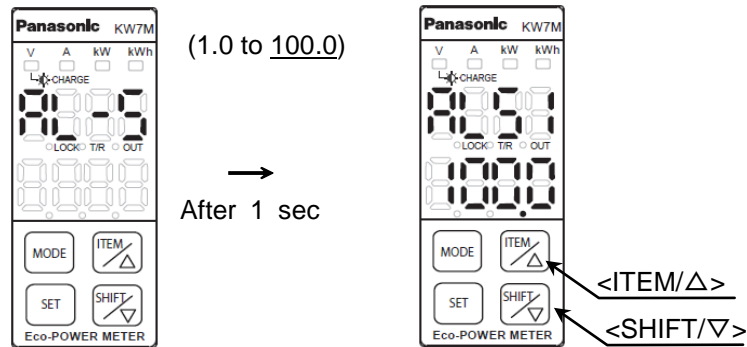 Panasonic KW7M
V A kW kWh
CHARGE
AL-S
LOCK T/R OUT
MODE ITEM/△
SET SHIFT/▽
Eco-POWER METER
(1.0 to 100.0)
→
After 1 sec
Panasonic KW7M
V A kW kWh
CHARGE
ALS1
LOCK T/R OUT
100.0
MODE ITEM/△
SET SHIFT/▽
Eco-POWER METER
<ITEM/△>
<SHIFT/▽>